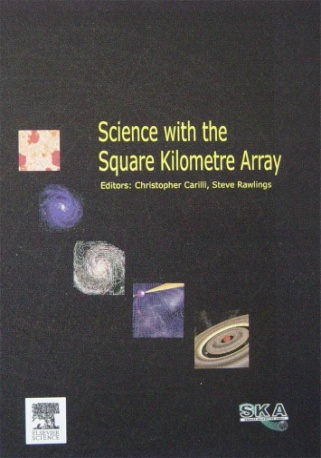 Science with the
Square Kilometre Array
Editors: Christopher Carilli, Steve Rawlings
ELSEVIER
SCIENCE
SKA